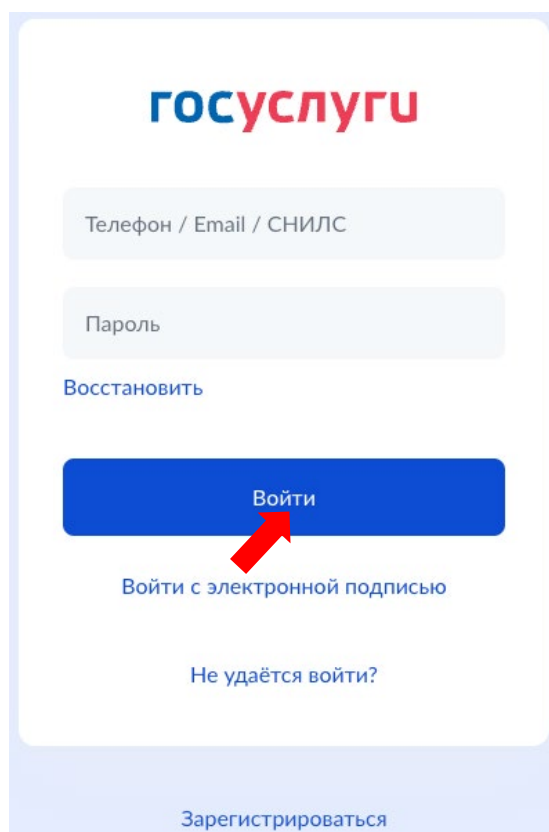 госуслуги
Телефон / Email / СНИЛС
Пароль
Восстановить
Войти
Войти с электронной подписью
Не удаётся войти?
Зарегистрироваться